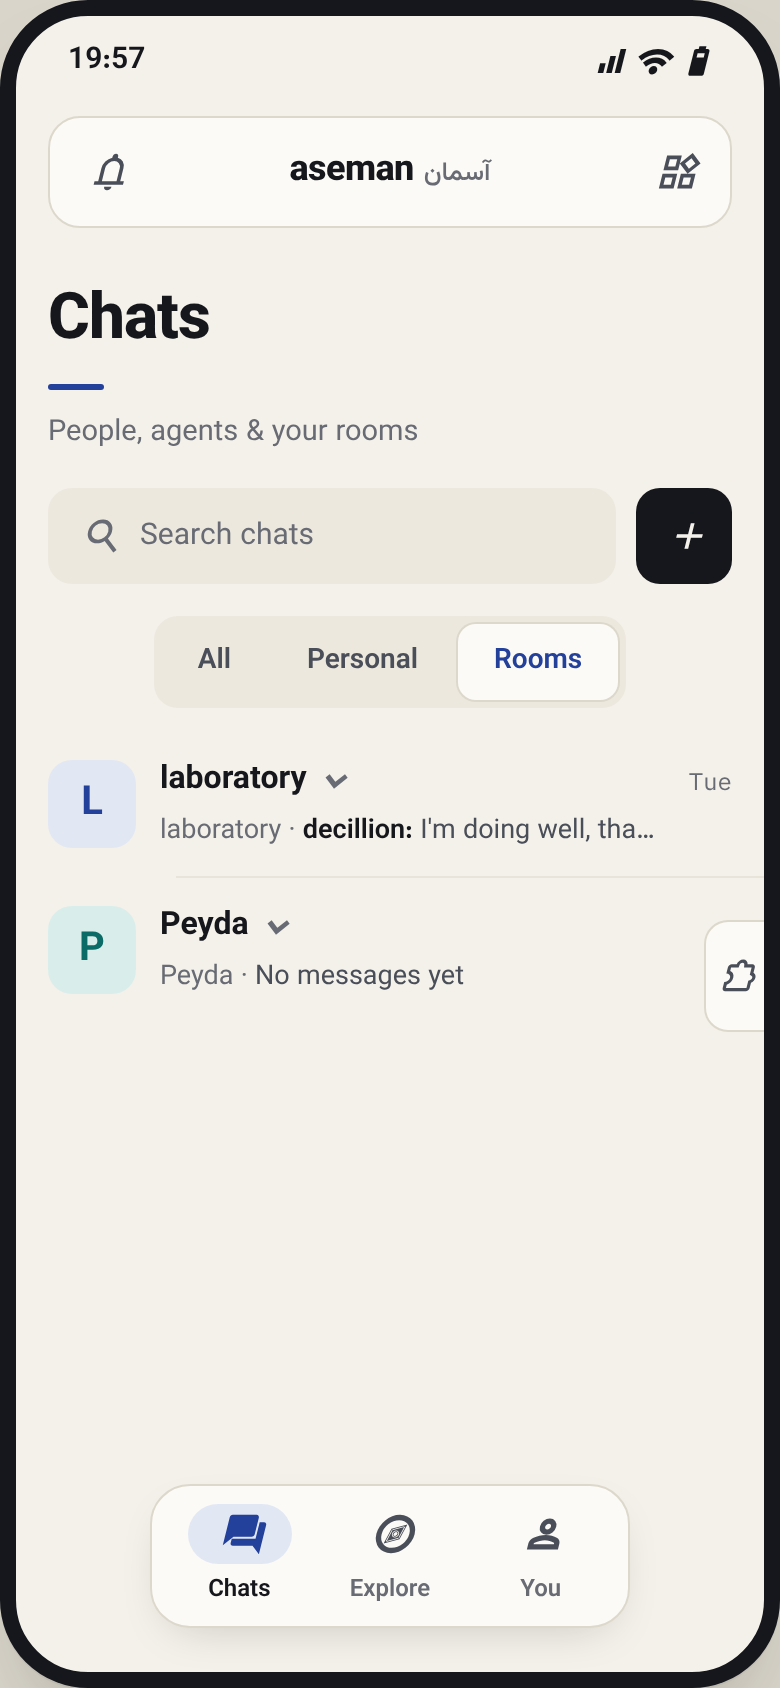 19:57
aseman آسمان
Chats
People, agents & your rooms
Search chats
All Personal Rooms
L
laboratory
Tue
laboratory · decillion: I'm doing well, tha...
P
Peyda
Peyda · No messages yet
Chats Explore You